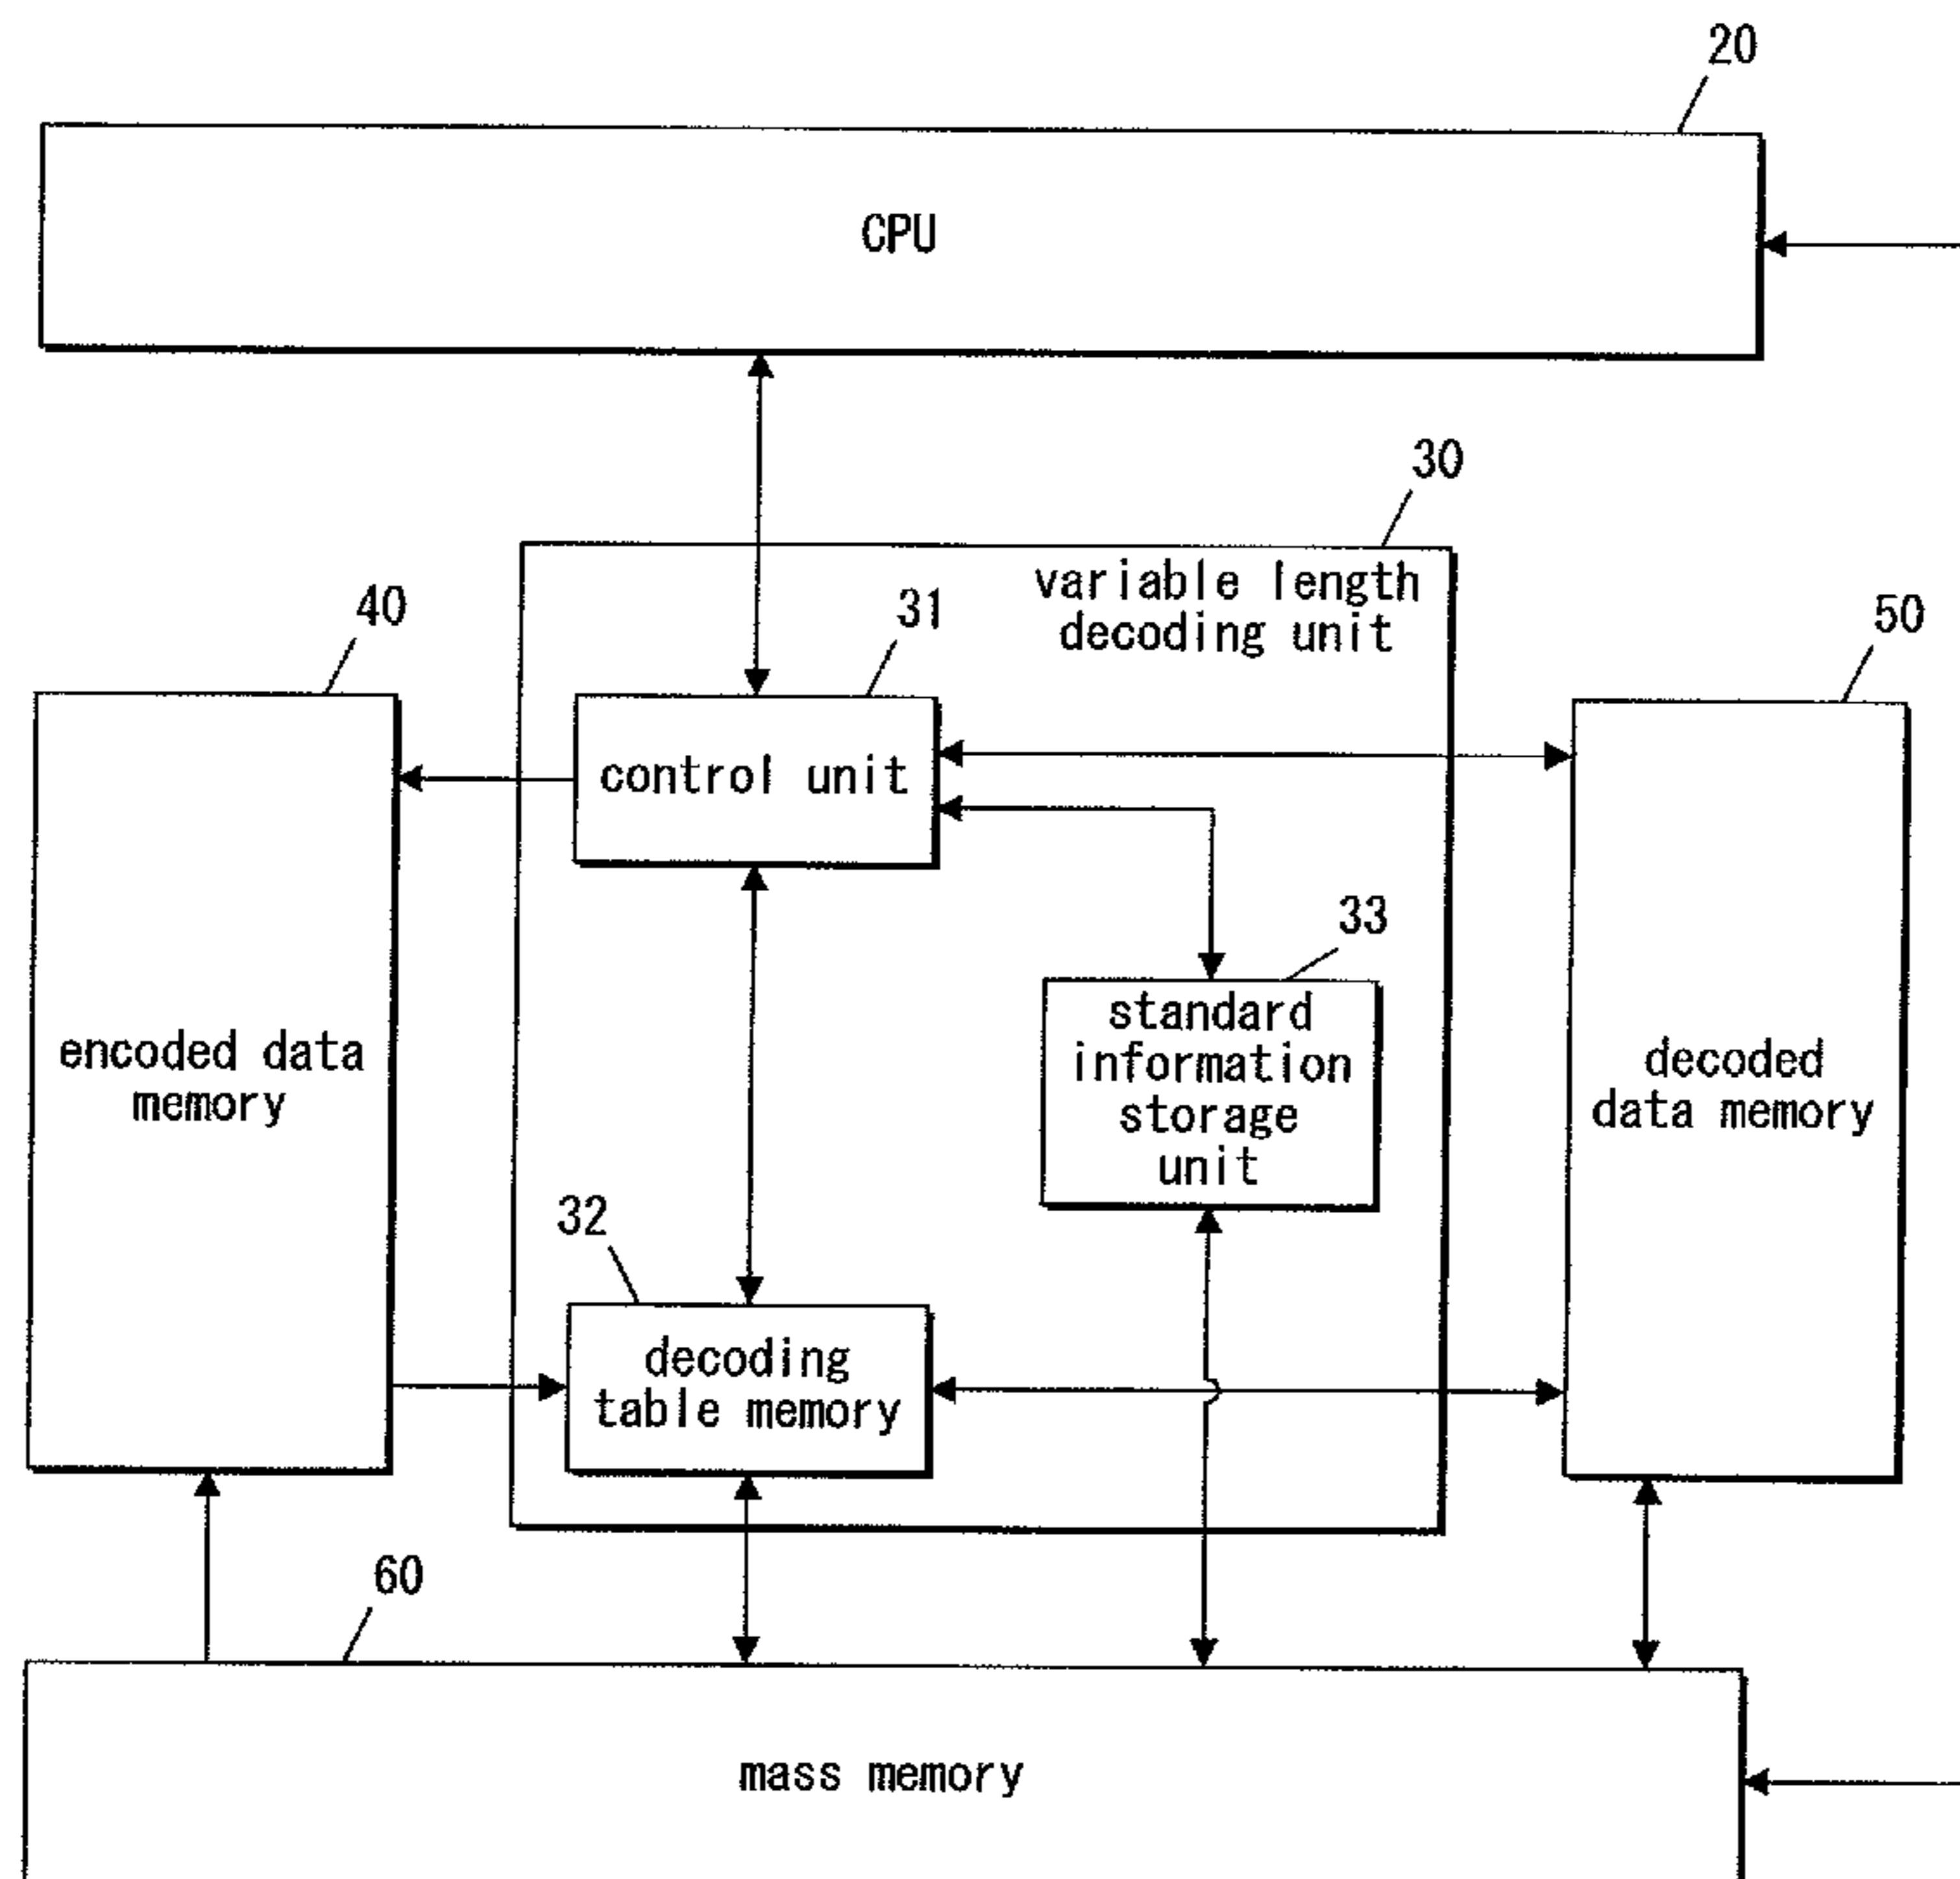 20
CPU
30
variable length
decoding unit
40
31
50
control unit
33
standard
information
storage
unit
encoded data
memory
decoded
data memory
32
decoding
table memory
60
mass memory